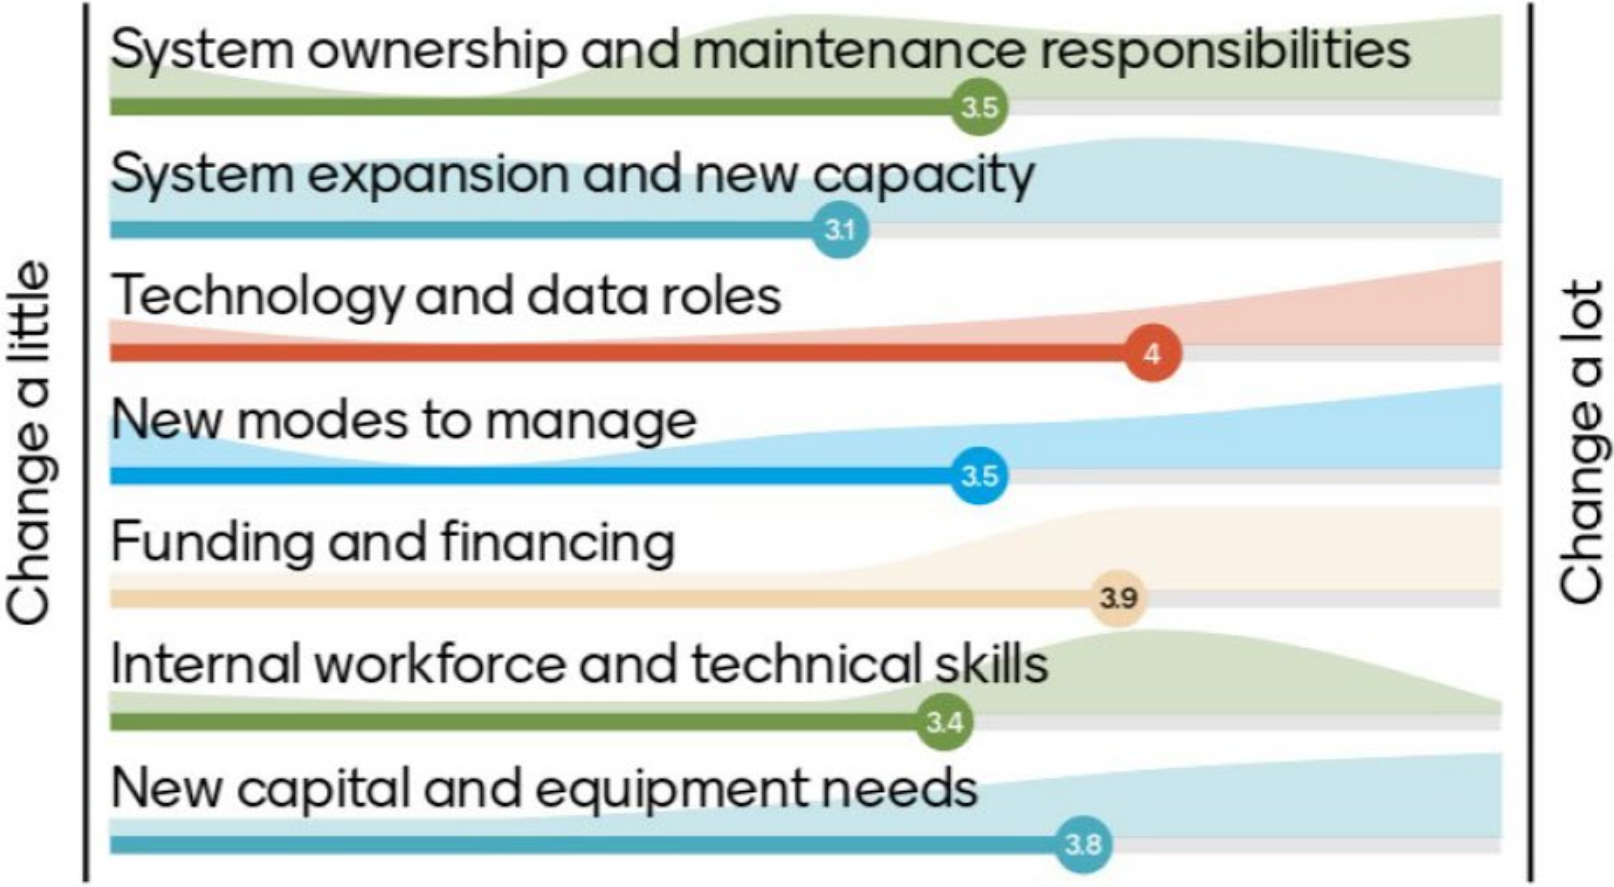 Change a little
System ownership and maintenance responsibilities
3.5
System expansion and new capacity
3.1
Technology and data roles
4
New modes to manage
3.5
Funding and financing
3.9
Internal workforce and technical skills
3.4
New capital and equipment needs
3.8
Change a lot